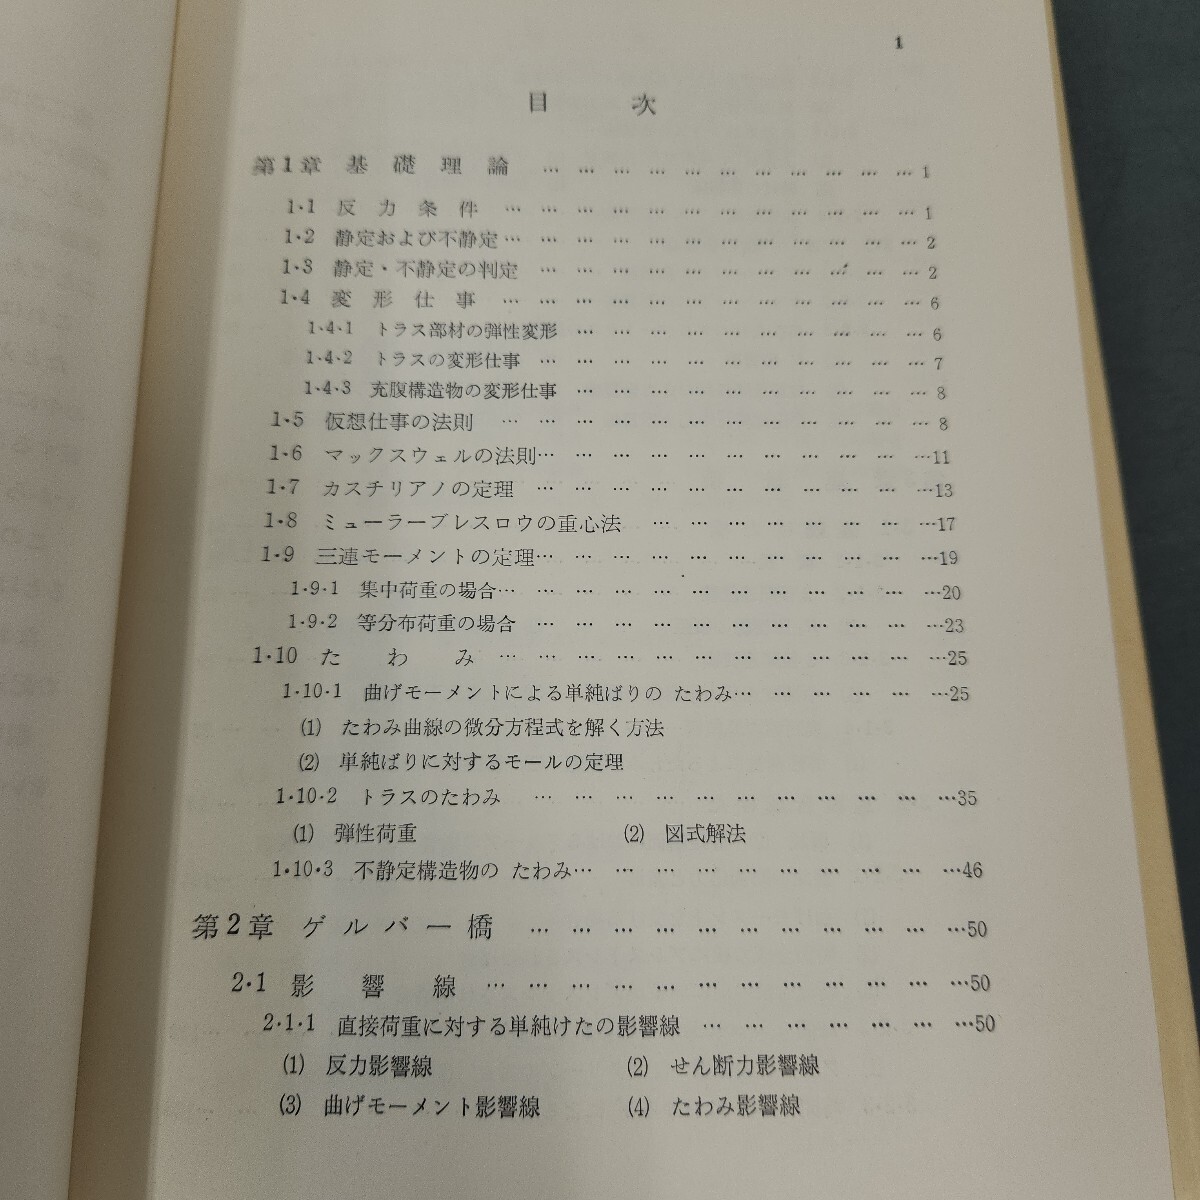 1
目次
第1章 基礎理論 … … … … … … … … … … … 1
1・1 反力条件 … … … … … … … … … … … … 1
1・2 静定および不静定 … … … … … … … … … … … … 2
1・3 静定・不静定の判定 … … … … … … … … … … … 2
1・4 変形仕事 … … … … … … … … … … … … 6
1・4・1 トラス部材の弾性変形 … … … … … … … … … … 6
1・4・2 トラスの変形仕事 … … … … … … … … … … … 7
1・4・3 充腹構造物の変形仕事 … … … … … … … … … … 8
1・5 仮想仕事の法則 … … … … … … … … … … … … 8
1・6 マックスウェルの法則 … … … … … … … … … … … 11
1・7 カスチリアノの定理 … … … … … … … … … … … 13
1・8 ミューラーブレスロウの重心法 … … … … … … … … 17
1・9 三連モーメントの定理 … … … … … … … … … … … 19
1・9・1 集中荷重の場合 … … … … … … … … … … … … 20
1・9・2 等分布荷重の場合 … … … … … … … … … … … 23
1・10 たわみ … … … … … … … … … … … … 25
1・10・1 曲げモーメントによる単純ばりの たわみ … … … … … … 25
(1) たわみ曲線の微分方程式を解く方法
(2) 単純ばりに対するモールの定理
1・10・2 トラスのたわみ … … … … … … … … … … … 35
(1) 弾性荷重 (2) 図式解法
1・10・3 不静定構造物の たわみ … … … … … … … … … … 46
第2章 ゲルバー橋 … … … … … … … … … … … 50
2・1 影響線 … … … … … … … … … … … … 50
2・1・1 直接荷重に対する単純けたの影響線 … … … … … … … 50
(1) 反力影響線 (2) せん断力影響線
(3) 曲げモーメント影響線 (4) たわみ影響線